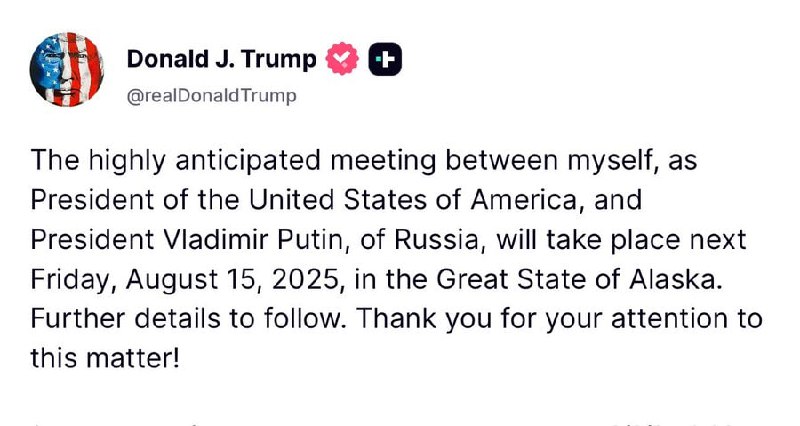 Donald J. Trump
@realDonaldTrump
The highly anticipated meeting between myself, as
President of the United States of America, and
President Vladimir Putin, of Russia, will take place next
Friday, August 15, 2025, in the Great State of Alaska.
Further details to follow. Thank you for your attention to
this matter!